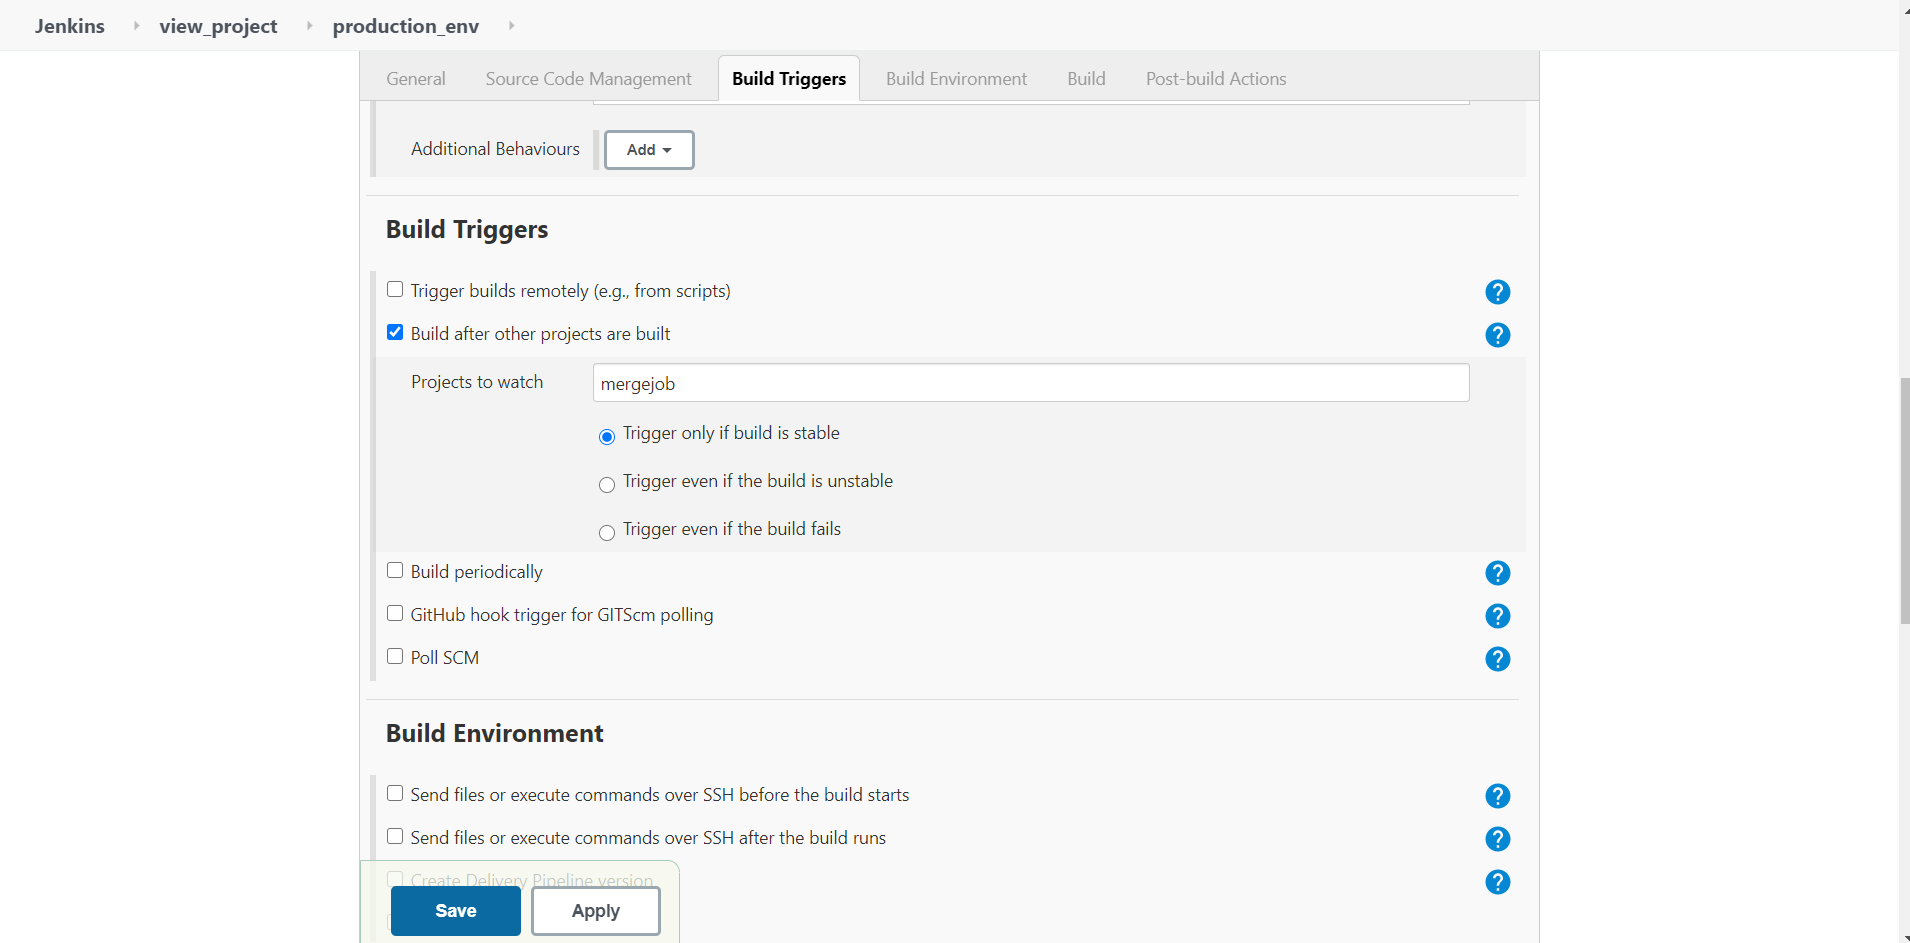 Jenkins view_project production_env
General Source Code Management Build Triggers Build Environment Build Post-build Actions
Additional Behaviours Add
Build Triggers
Trigger builds remotely (e.g., from scripts) ?
Build after other projects are built ?
Projects to watch mergejob
Trigger only if build is stable
Trigger even if the build is unstable
Trigger even if the build fails
Build periodically ?
GitHub hook trigger for GITScm polling ?
Poll SCM ?
Build Environment
Send files or execute commands over SSH before the build starts ?
Send files or execute commands over SSH after the build runs ?
Create Delivery Pipeline version ?
Save Apply